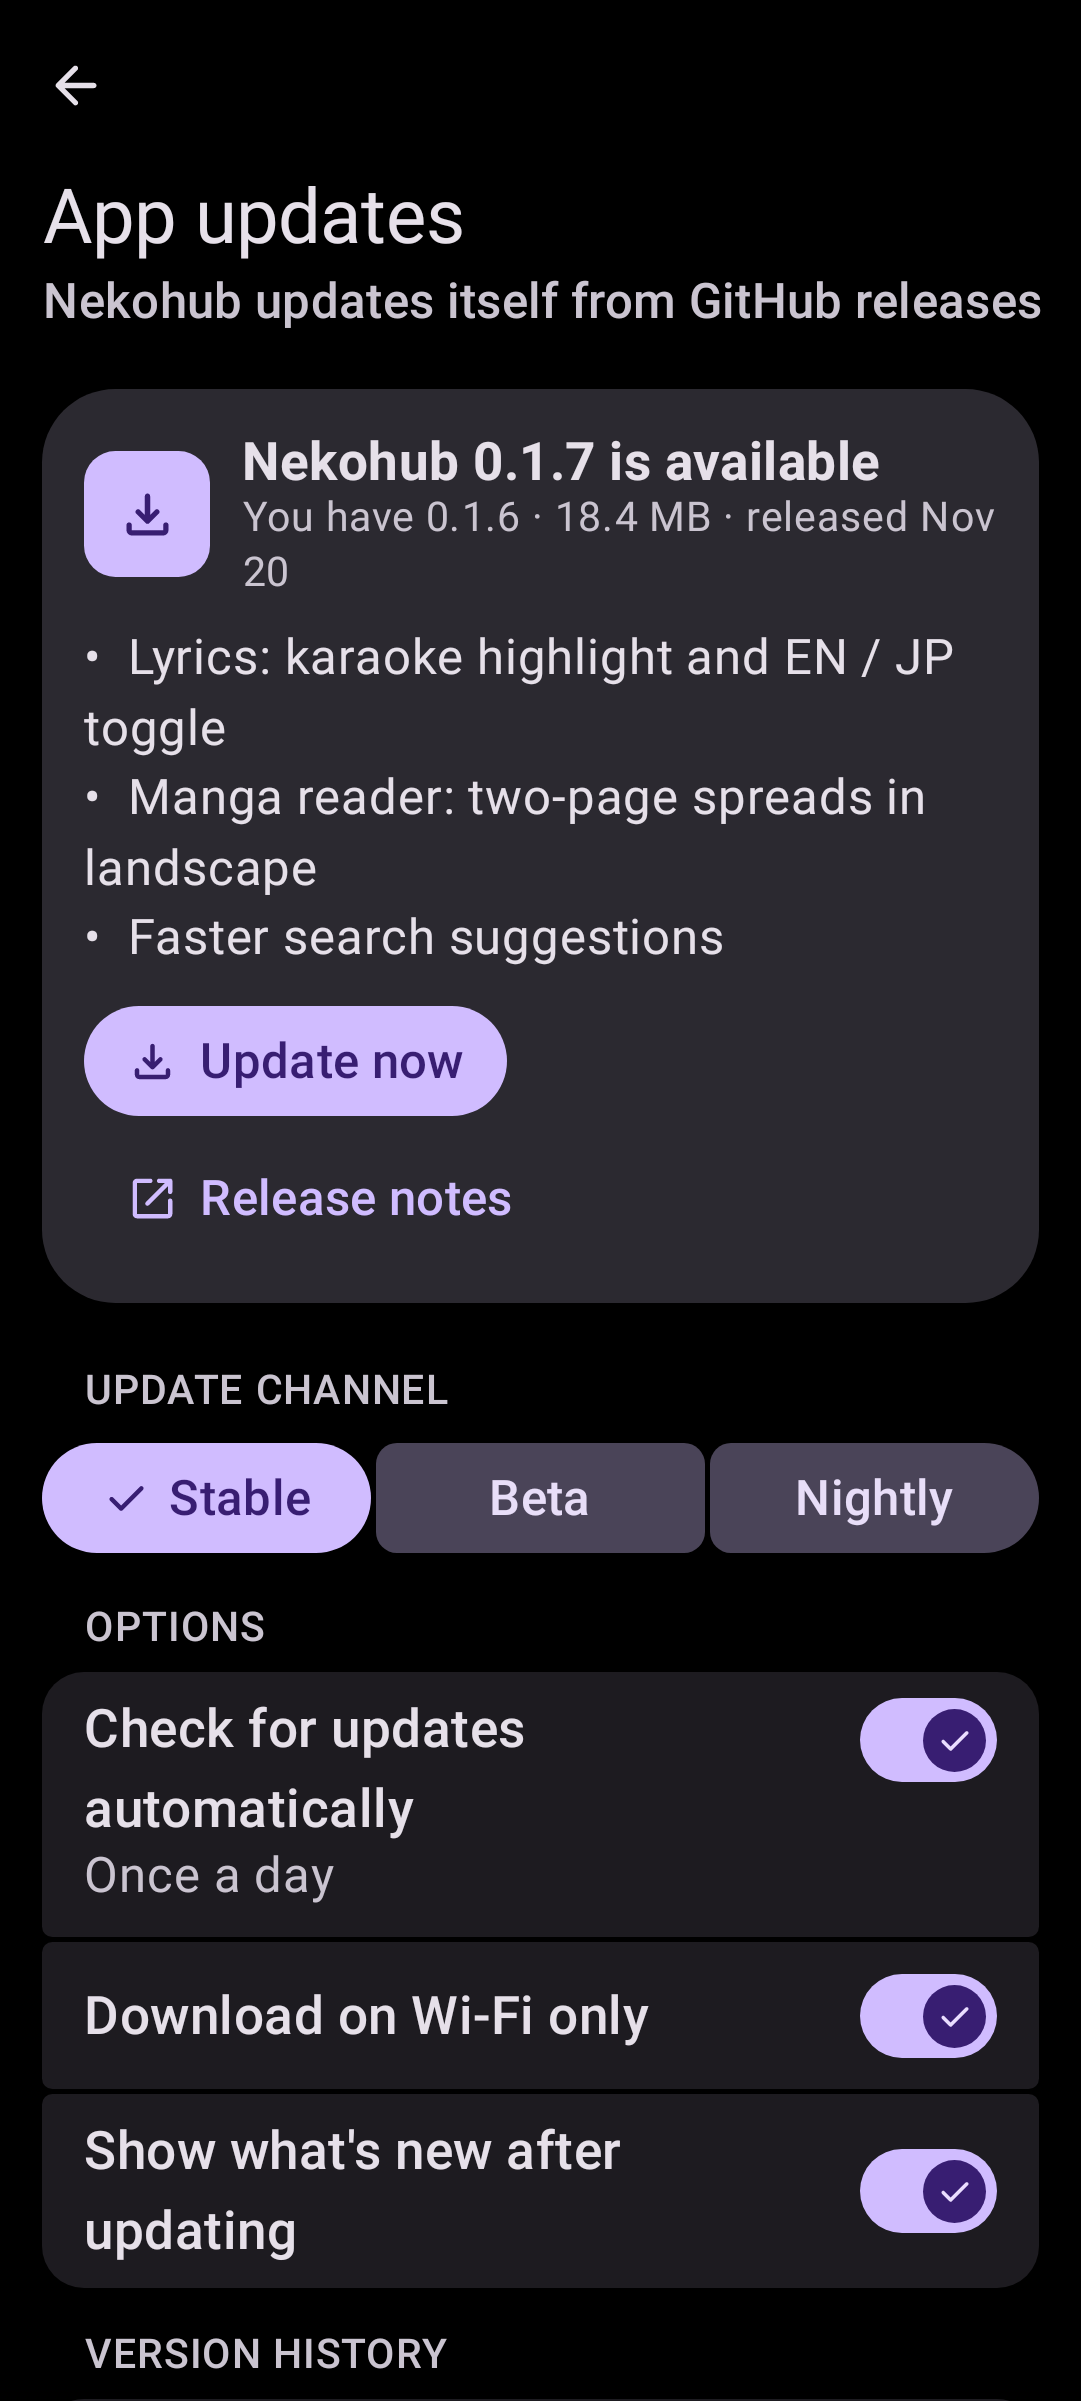 App updates
Nekohub updates itself from GitHub releases
Nekohub 0.1.7 is available
You have 0.1.6 · 18.4 MB · released Nov
20
• Lyrics: karaoke highlight and EN / JP
toggle
• Manga reader: two-page spreads in
landscape
• Faster search suggestions
Update now
Release notes
UPDATE CHANNEL
Stable
Beta
Nightly
OPTIONS
Check for updates
automatically
Once a day
Download on Wi-Fi only
Show what's new after
updating
VERSION HISTORY